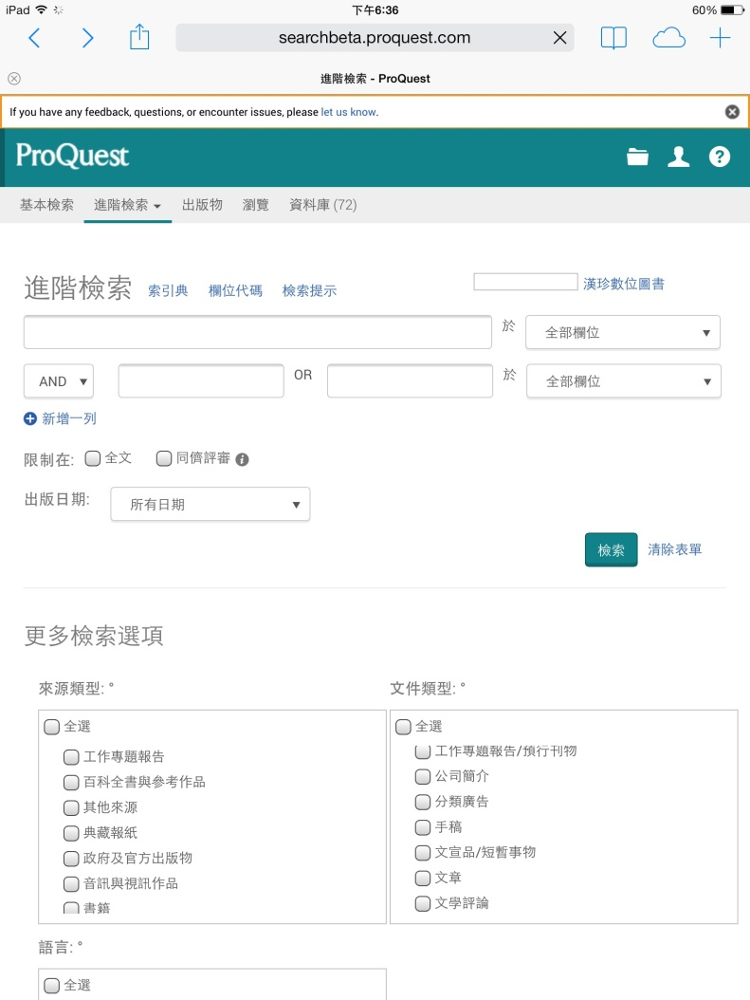 iPad 下午6:36 60%
searchbeta.proquest.com
進階檢索 - ProQuest
If you have any feedback, questions, or encounter issues, please let us know.
ProQuest
基本檢索 進階檢索 出版物 瀏覽 資料庫 (72)
進階檢索 索引典 欄位代碼 檢索提示 漢珍數位圖書
於 全部欄位
AND OR 於 全部欄位
新增一列
限制在: 全文 同儕評審
出版日期: 所有日期
檢索 清除表單
更多檢索選項
來源類型: °
全選
工作專題報告
百科全書與參考作品
其他來源
典藏報紙
政府及官方出版物
音訊與視訊作品
書籍
文件類型: °
全選
工作專題報告/預行刊物
公司簡介
分類廣告
手稿
文宣品/短暫事物
文章
文學評論
語言: °
全選